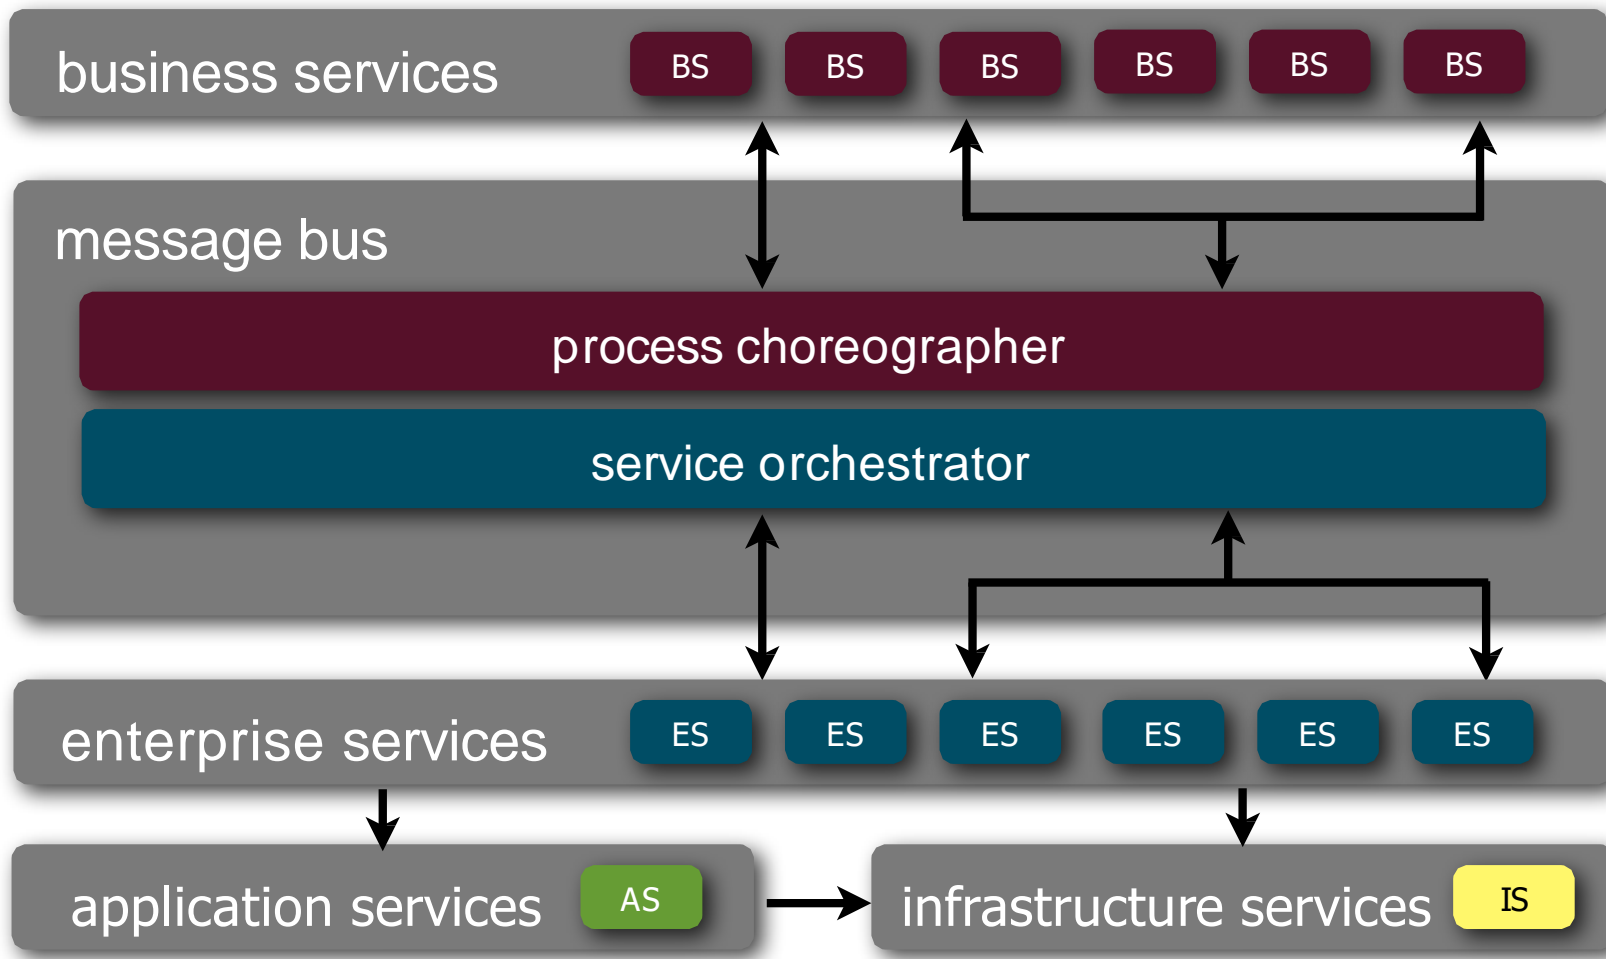 business services BS BS BS BS BS BS
message bus
process choreographer
service orchestrator
enterprise services ES ES ES ES ES ES
application services AS infrastructure services IS